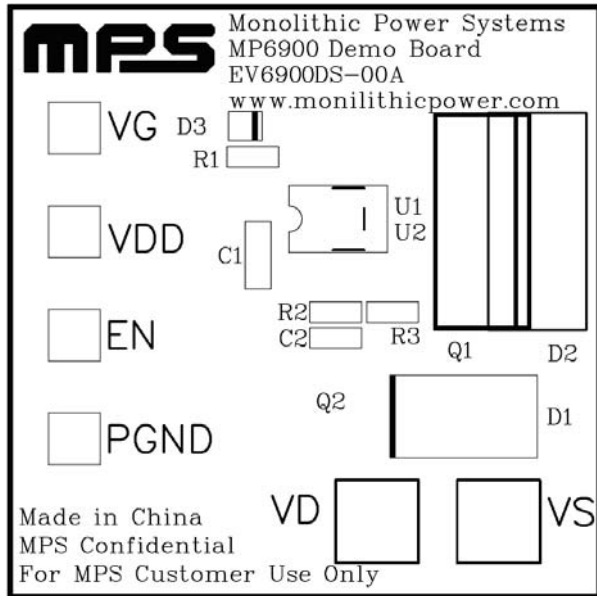 MPS
Monolithic Power Systems
MP6900 Demo Board
EV6900DS-00A
www.monilithicpower.com
VG
D3
R1
VDD
C1
U1
U2
EN
R2
R3
C2
Q1
D2
Q2
D1
PGND
VD
VS
Made in China
MPS Confidential
For MPS Customer Use Only